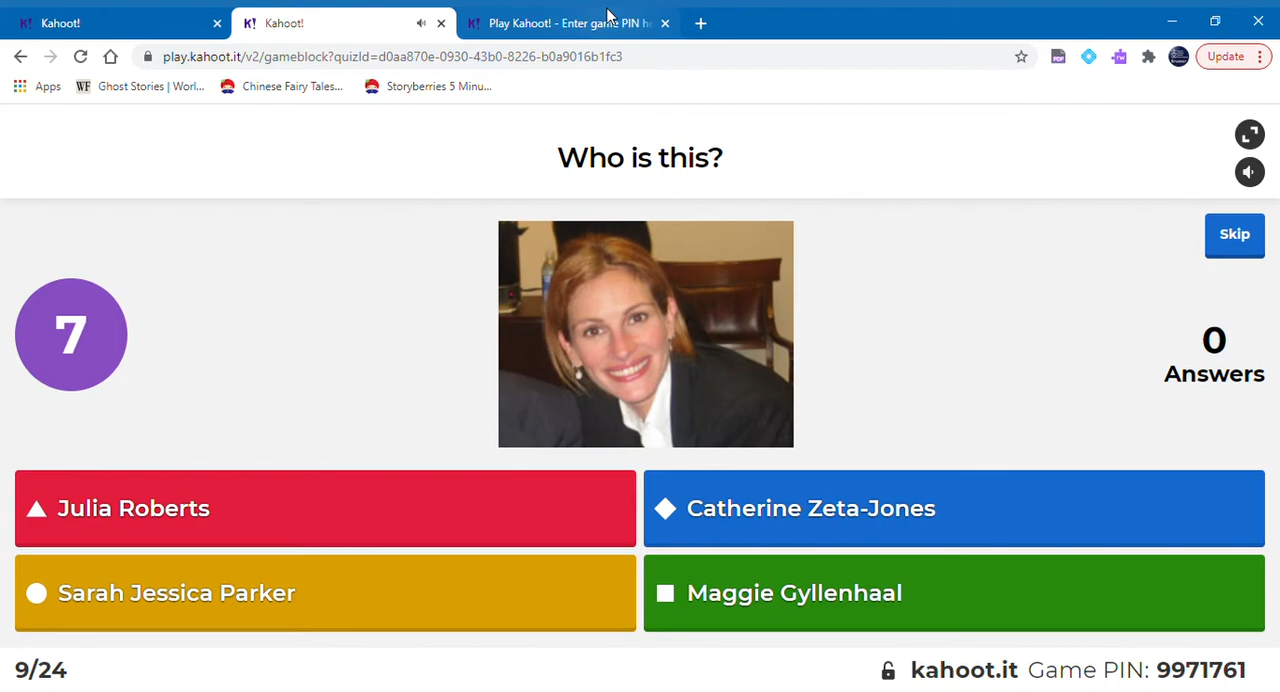 Kahoot!
Kahoot!
Play Kahoot! - Enter game PIN he
play.kahoot.it/v2/gameblock?quizId=d0aa870e-0930-43b0-8226-b0a9016b1fc3
Update
Apps
WF Ghost Stories | Worl...
Chinese Fairy Tales...
Storyberries 5 Minu...
Who is this?
Skip
7
0
Answers
Julia Roberts
Catherine Zeta-Jones
Sarah Jessica Parker
Maggie Gyllenhaal
9/24
kahoot.it Game PIN: 9971761